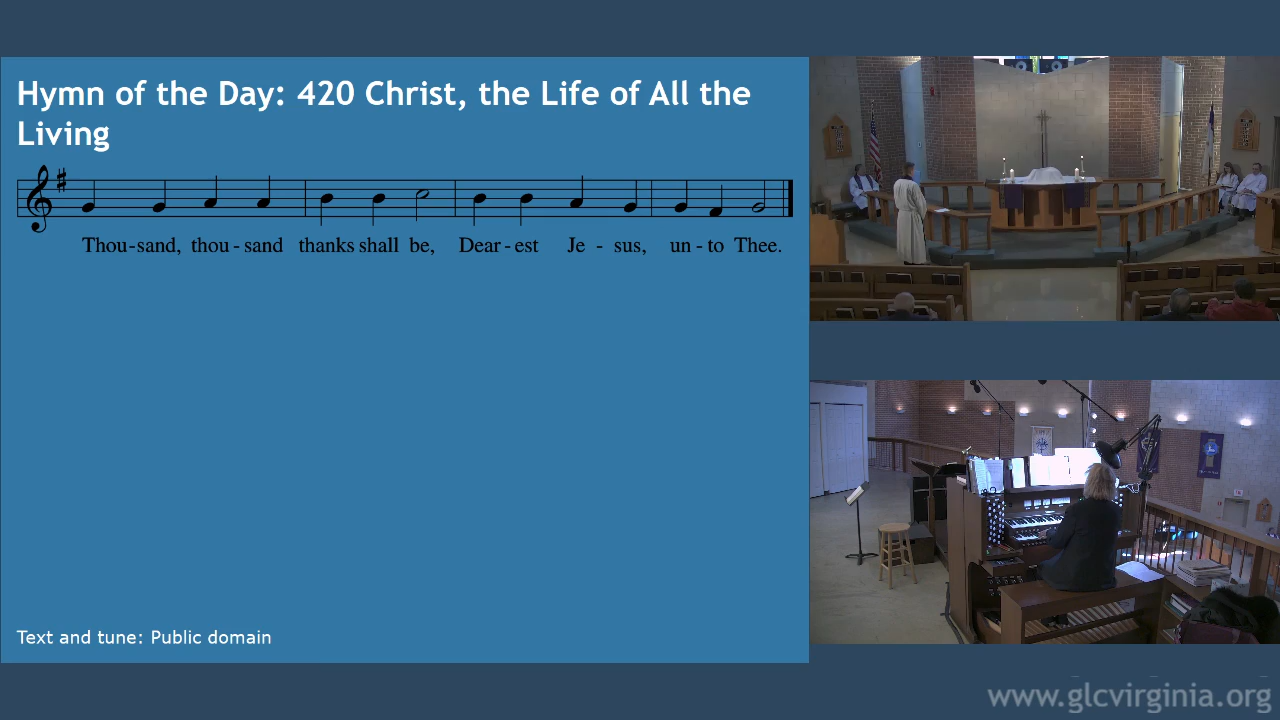 Hymn of the Day: 420 Christ, the Life of All the
Living
Thou-sand, thou-sand thanks shall be, Dear-est Je - sus, un-to Thee.
Text and tune: Public domain
www.glcvirginia.org